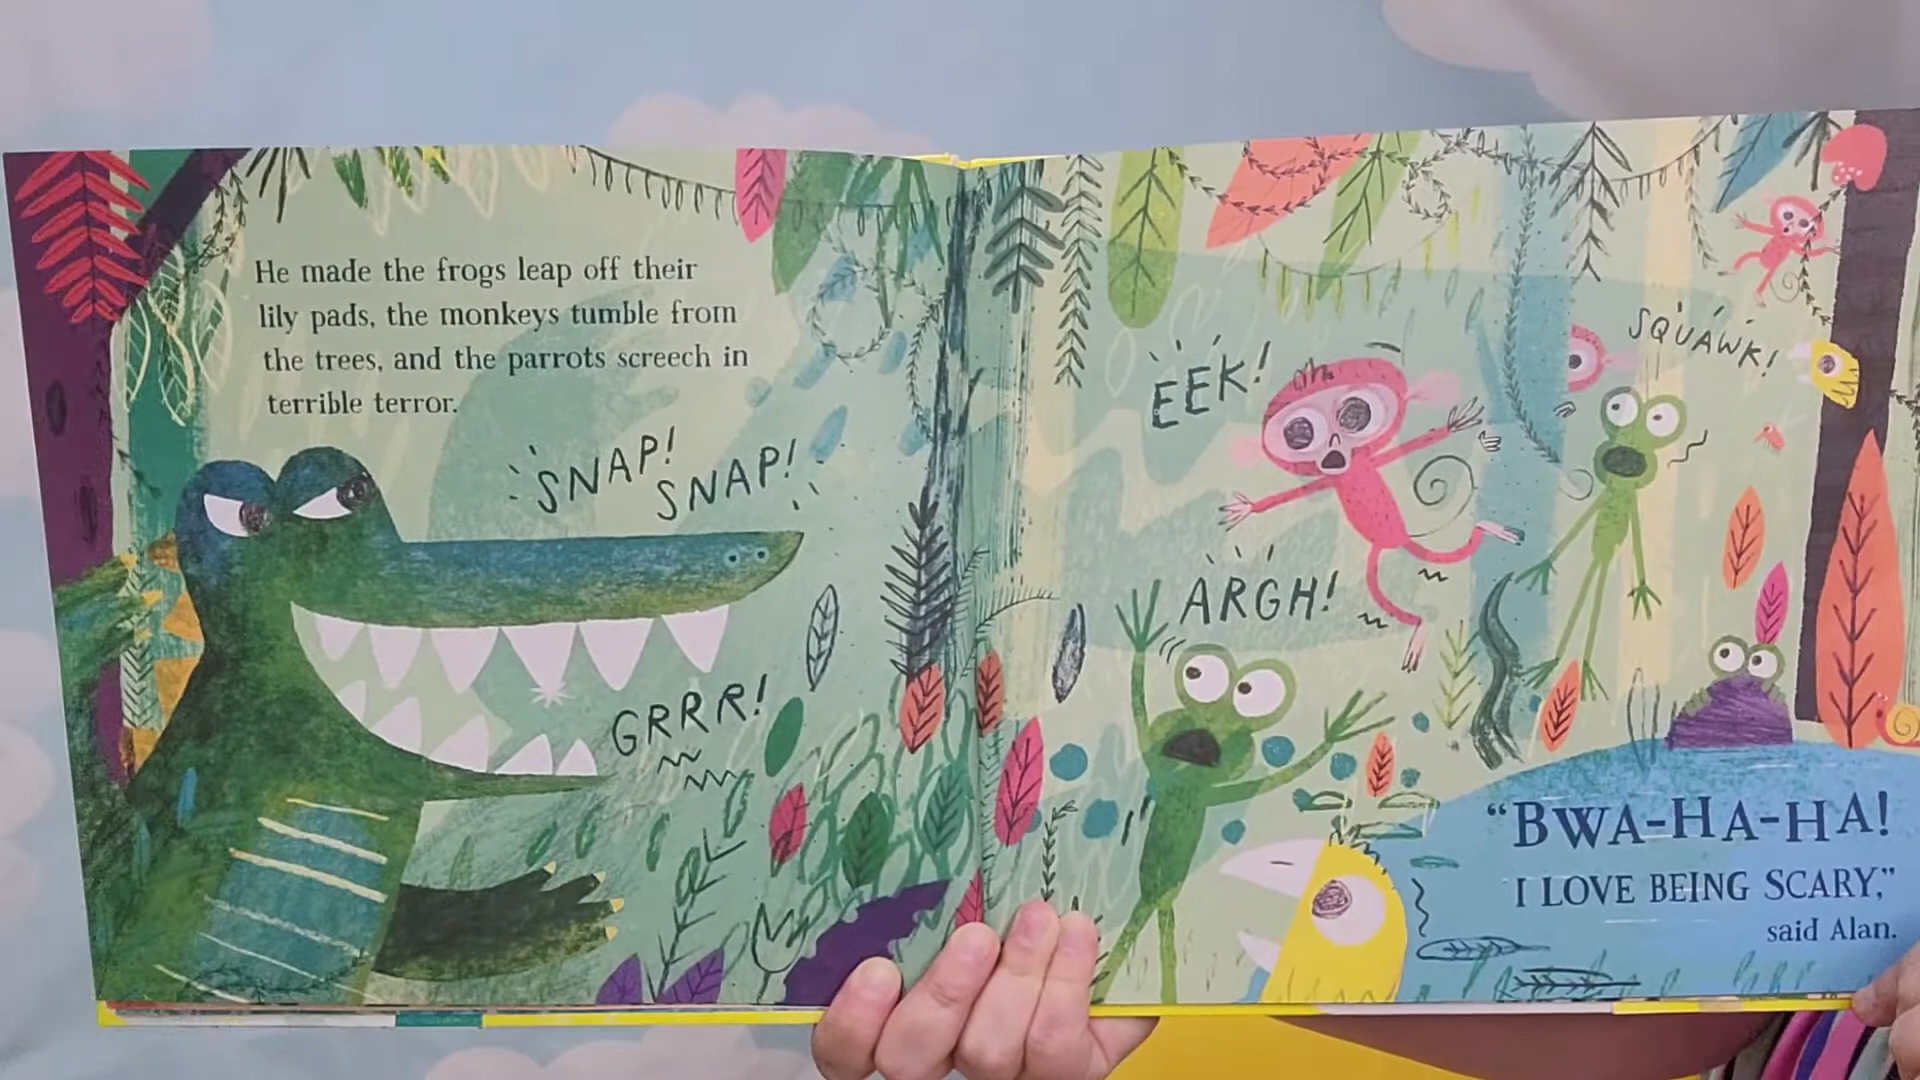 He made the frogs leap off their
lily pads, the monkeys tumble from
the trees, and the parrots screech in
terrible terror.
SNAP!
SNAP!
GRRR!
EEK!
SQUAWK!
ARGH!
“BWA-HA-HA!
I LOVE BEING SCARY,”
said Alan.